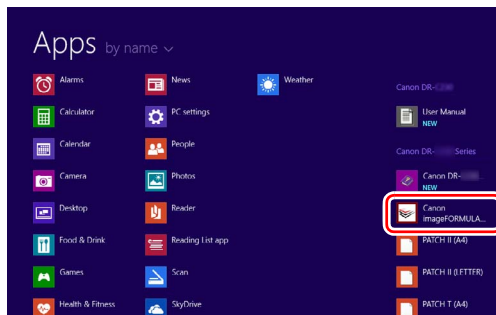 Apps by name
Alarms
Calculator
Calendar
Camera
Desktop
Food & Drink
Games
Health & Fitness
News
PC settings
People
Photos
Reader
Reading List app
Scan
SkyDrive
Weather
Canon DR-
User Manual
NEW
Canon DR- Series
Canon DR-
NEW
Canon
imageFORMULA...
PATCH II (A4)
PATCH II (LETTER)
PATCH T (A4)